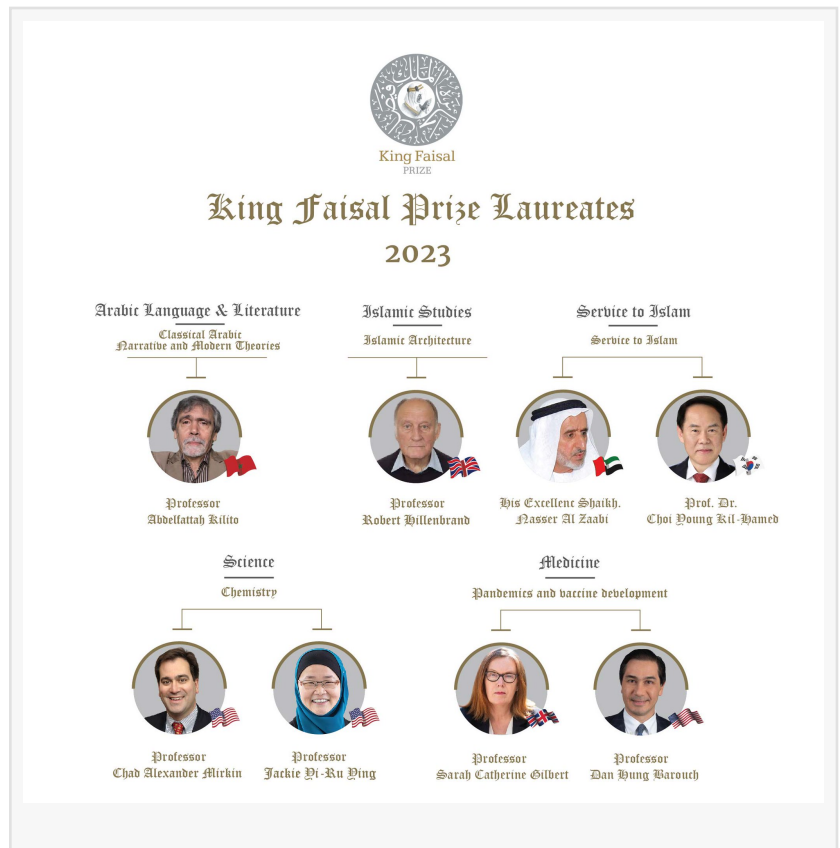 King Faisal
PRIZE
King Faisal Prize Laureates
2023
Arabic Language & Literature
Classical Arabic
Narrative and Modern Theories
Professor
Abdelfattah Kilito
Islamic Studies
Islamic Architecture
Professor
Robert Hillenbrand
Service to Islam
Service to Islam
His Excellenc Shaikh.
Nasser Al Zaabi
Prof. Dr.
Choi Young Kil-Hamed
Science
Chemistry
Professor
Chad Alexander Mirkin
Professor
Jackie Yi-Ru Ying
Medicine
Pandemics and vaccine development
Professor
Sarah Catherine Gilbert
Professor
Dan Hung Barouch